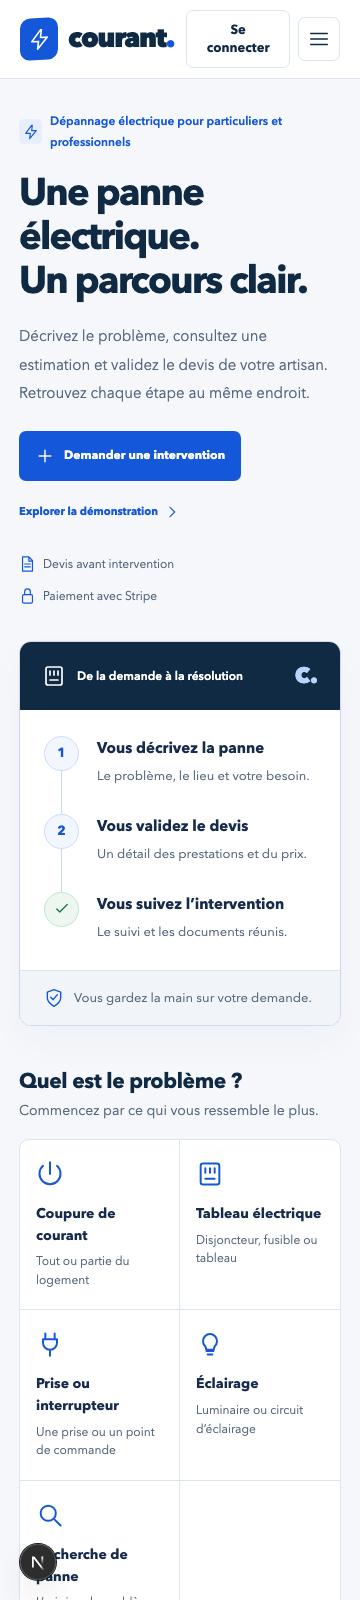 courant.
Se
connecter
Dépannage électrique pour particuliers et
professionnels
Une panne
électrique.
Un parcours clair.
Décrivez le problème, consultez une
estimation et validez le devis de votre artisan.
Retrouvez chaque étape au même endroit.
Demander une intervention
Explorer la démonstration
Devis avant intervention
Paiement avec Stripe
De la demande à la résolution
c.
1
Vous décrivez la panne
Le problème, le lieu et votre besoin.
2
Vous validez le devis
Un détail des prestations et du prix.
Vous suivez l’intervention
Le suivi et les documents réunis.
Vous gardez la main sur votre demande.
Quel est le problème ?
Commencez par ce qui vous ressemble le plus.
Coupure de
courant
Tout ou partie du
logement
Tableau électrique
Disjoncteur, fusible ou
tableau
Prise ou
interrupteur
Une prise ou un point
de commande
Éclairage
Luminaire ou circuit
d’éclairage
cherche de
panne
N